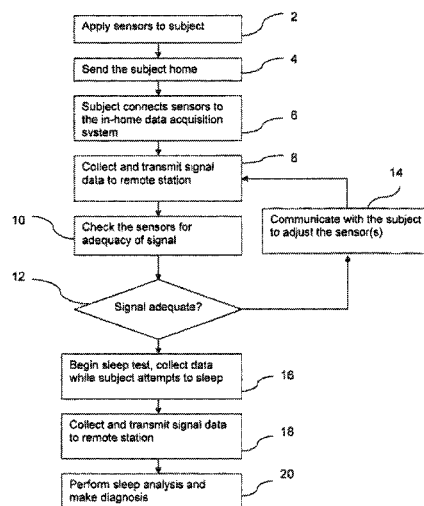 Apply sensors to subject
2
Send the subject home
4
Subject connects sensors to
the in-home data acquisition
system
6
Collect and transmit signal
data to remote station
8
14
Communicate with the subject
to adjust the sensor(s)
10
Check the sensors for
adequacy of signal
12
Signal adequate?
Begin sleep test, collect data
while subject attempts to sleep
16
Collect and transmit signal data
to remote station
18
Perform sleep analysis and
make diagnosis
20